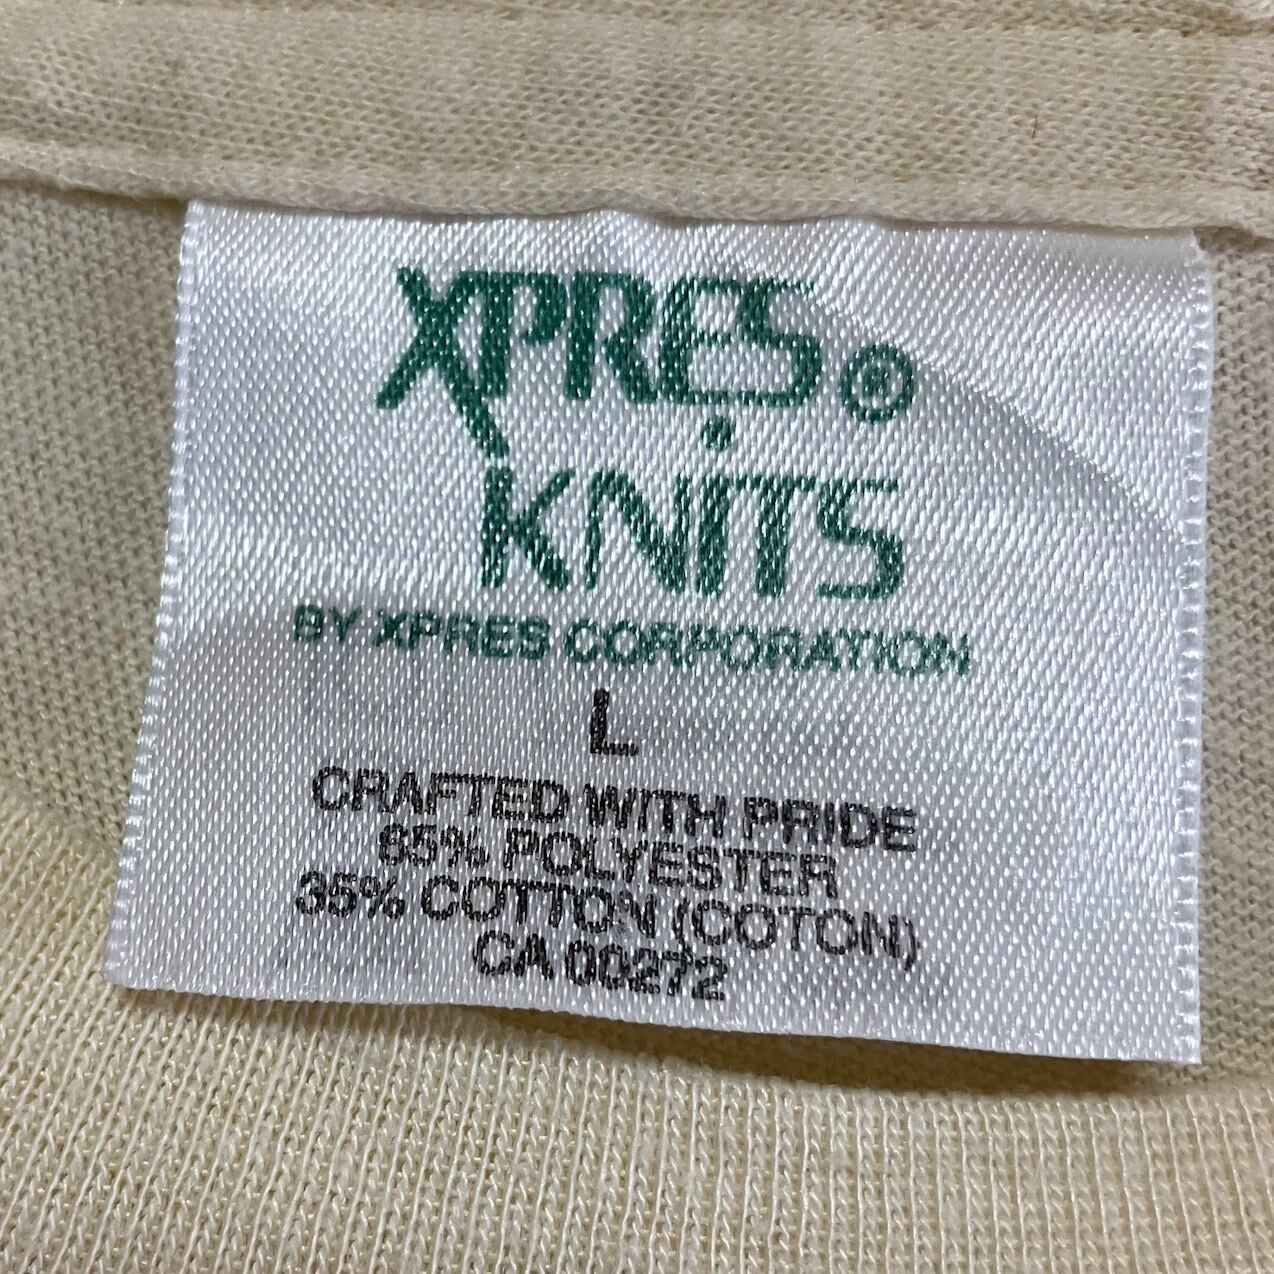 XPRES®
KNITS
BY XPRES CORPORATION
L
CRAFTED WITH PRIDE
65% POLYESTER
35% COTTON (COTON)
CA 00272